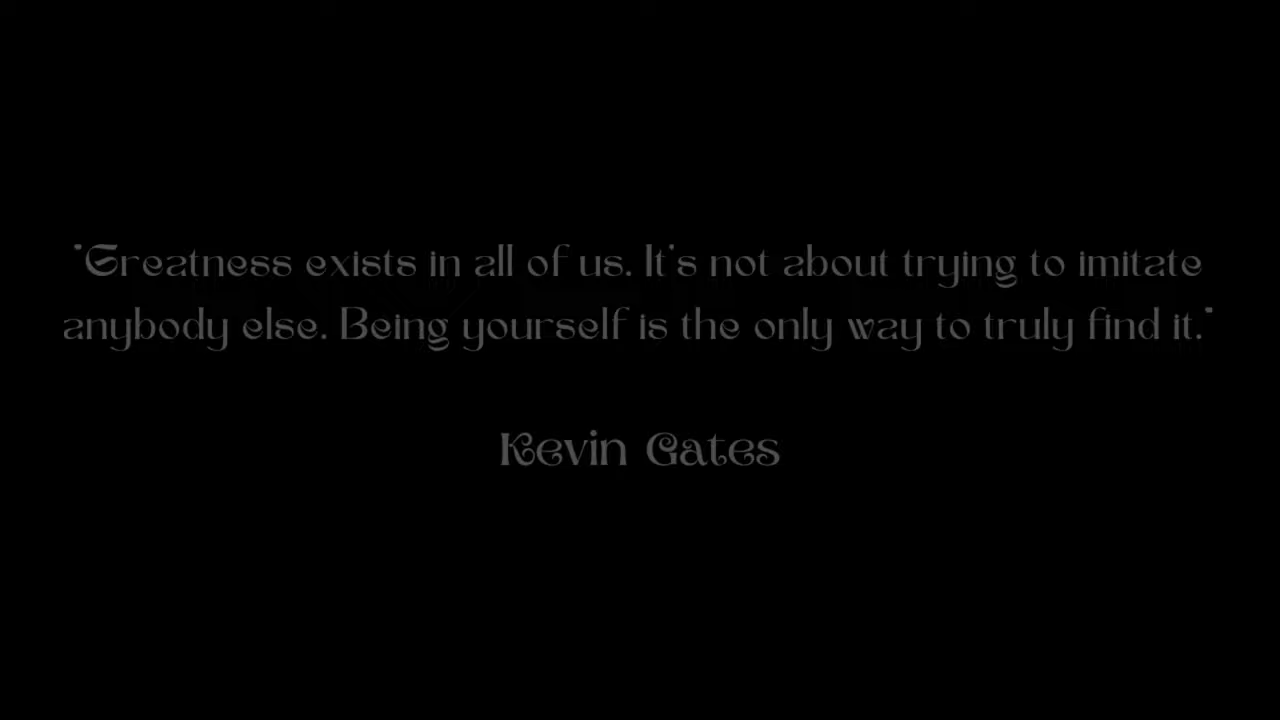 "Greatness exists in all of us. It's not about trying to imitate
anybody else. Being yourself is the only way to truly find it."
Kevin Gates